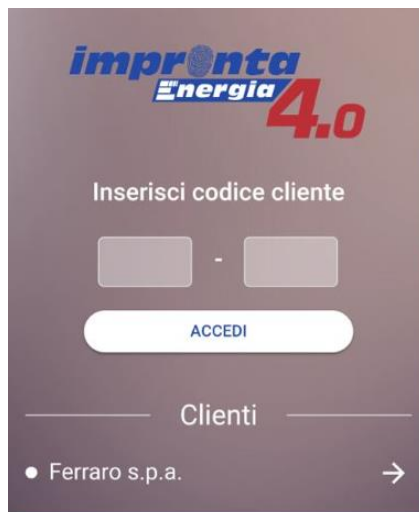 impronta
Energia
4.0
Inserisci codice cliente
-
ACCEDI
Clienti
Ferraro s.p.a.